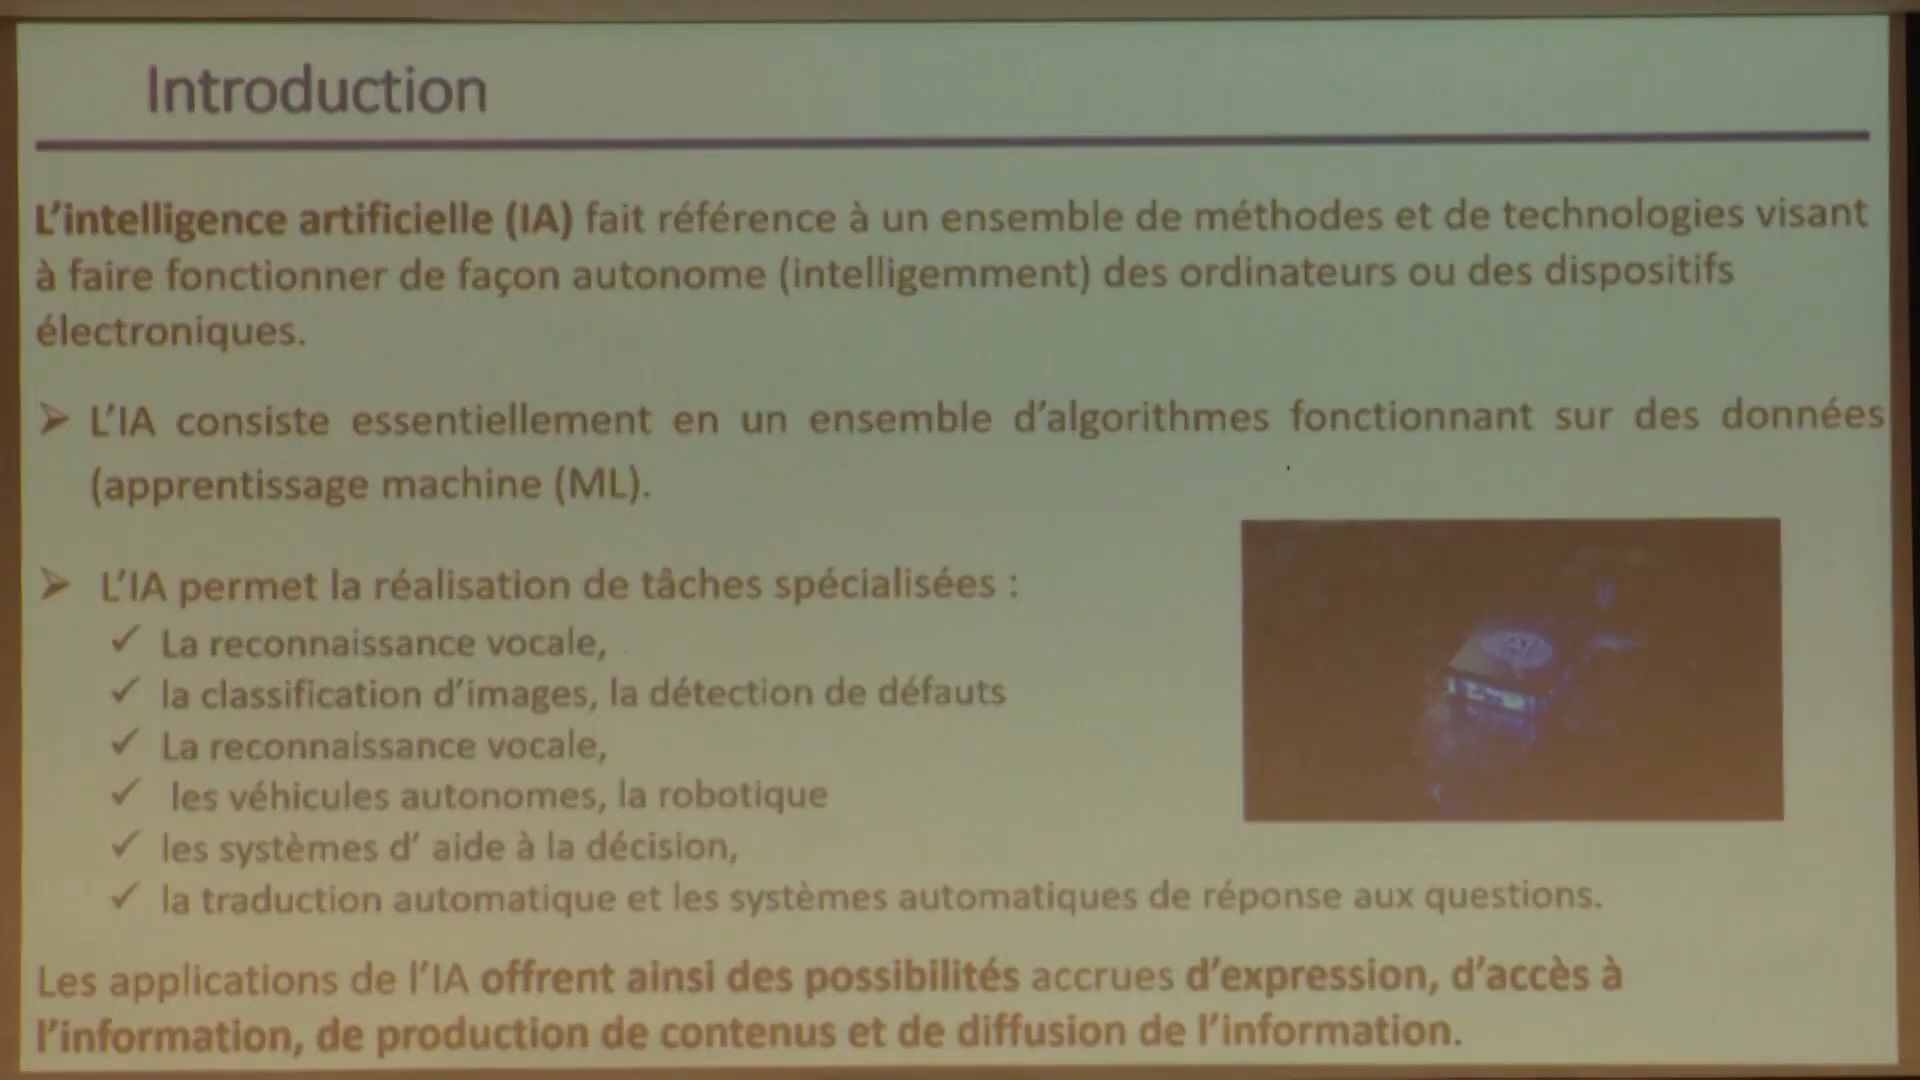 Introduction
L'intelligence artificielle (IA) fait référence à un ensemble de méthodes et de technologies visant
à faire fonctionner de façon autonome (intelligemment) des ordinateurs ou des dispositifs
électroniques.
➢ L'IA consiste essentiellement en un ensemble d'algorithmes fonctionnant sur des données
(apprentissage machine (ML).
➢ L'IA permet la réalisation de tâches spécialisées :
✓ La reconnaissance vocale,
✓ la classification d'images, la détection de défauts
✓ La reconnaissance vocale,
✓ les véhicules autonomes, la robotique
✓ les systèmes d' aide à la décision,
✓ la traduction automatique et les systèmes automatiques de réponse aux questions.
AI
Les applications de l'IA offrent ainsi des possibilités accrues d'expression, d'accès à
l'information, de production de contenus et de diffusion de l'information.